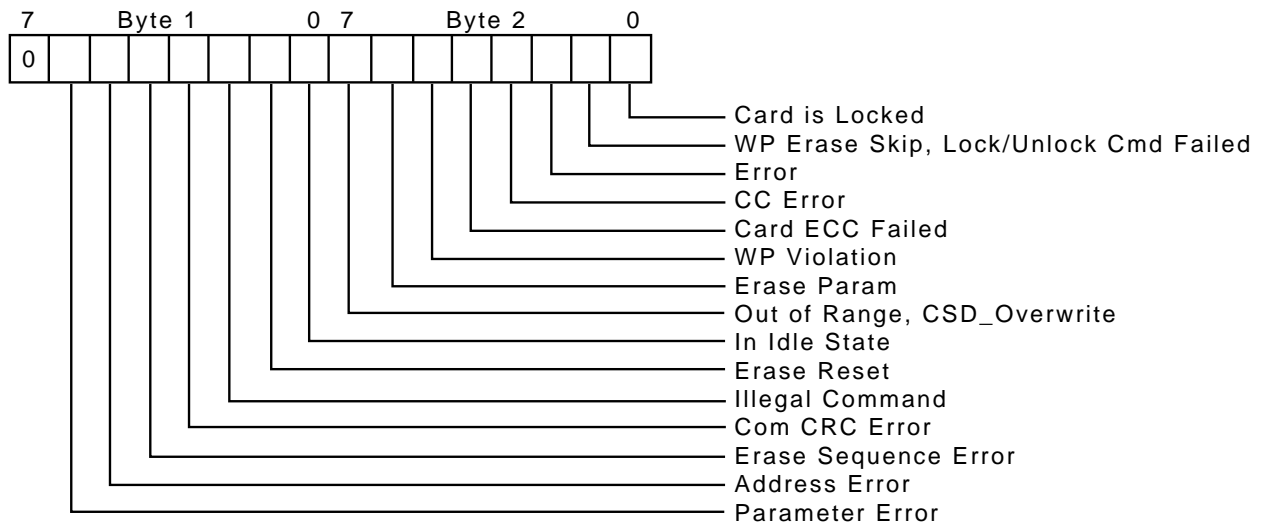 7 Byte 1 0 7 Byte 2 0
0
Card is Locked
WP Erase Skip, Lock/Unlock Cmd Failed
Error
CC Error
Card ECC Failed
WP Violation
Erase Param
Out of Range, CSD_Overwrite
In Idle State
Erase Reset
Illegal Command
Com CRC Error
Erase Sequence Error
Address Error
Parameter Error